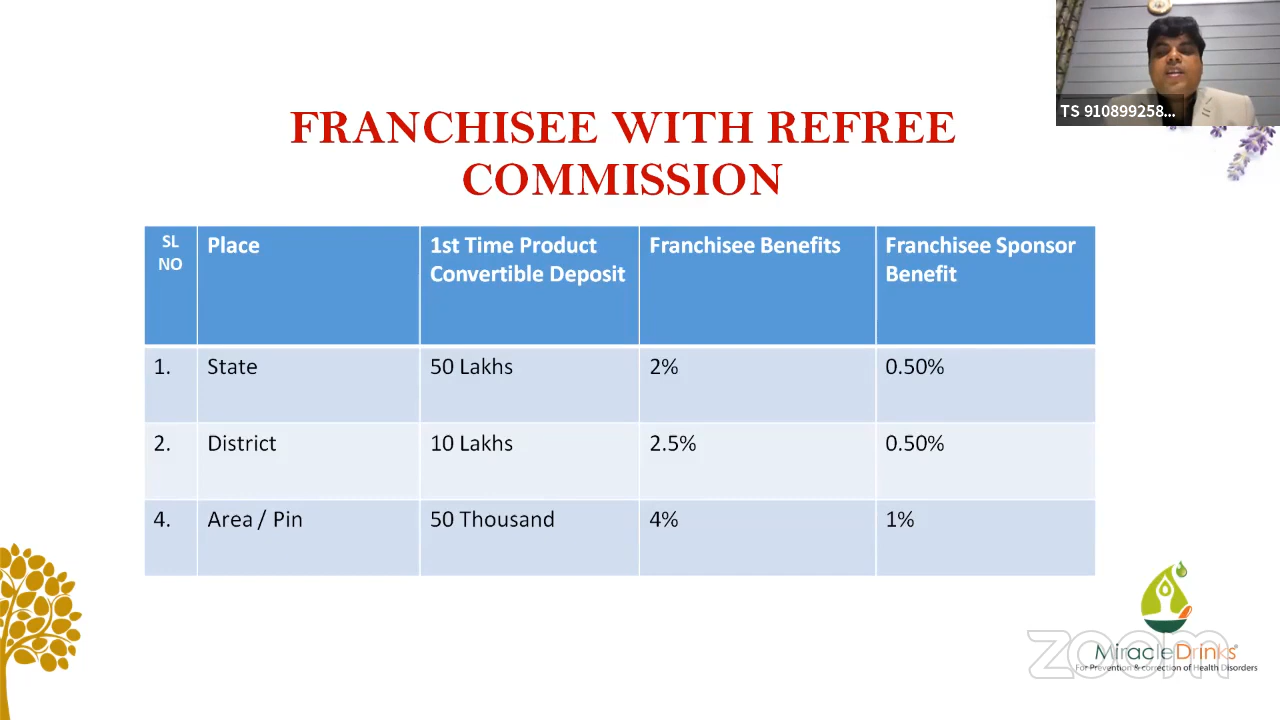 TS 910899258...
FRANCHISEE WITH REFREE
COMMISSION
SL
NO
Place
1st Time Product
Convertible Deposit
Franchisee Benefits
Franchisee Sponsor
Benefit
1.
State
50 Lakhs
2%
0.50%
2.
District
10 Lakhs
2.5%
0.50%
4.
Area / Pin
50 Thousand
4%
1%
zoom
MiracleDrinks
For Prevention & correction of Health Disorders